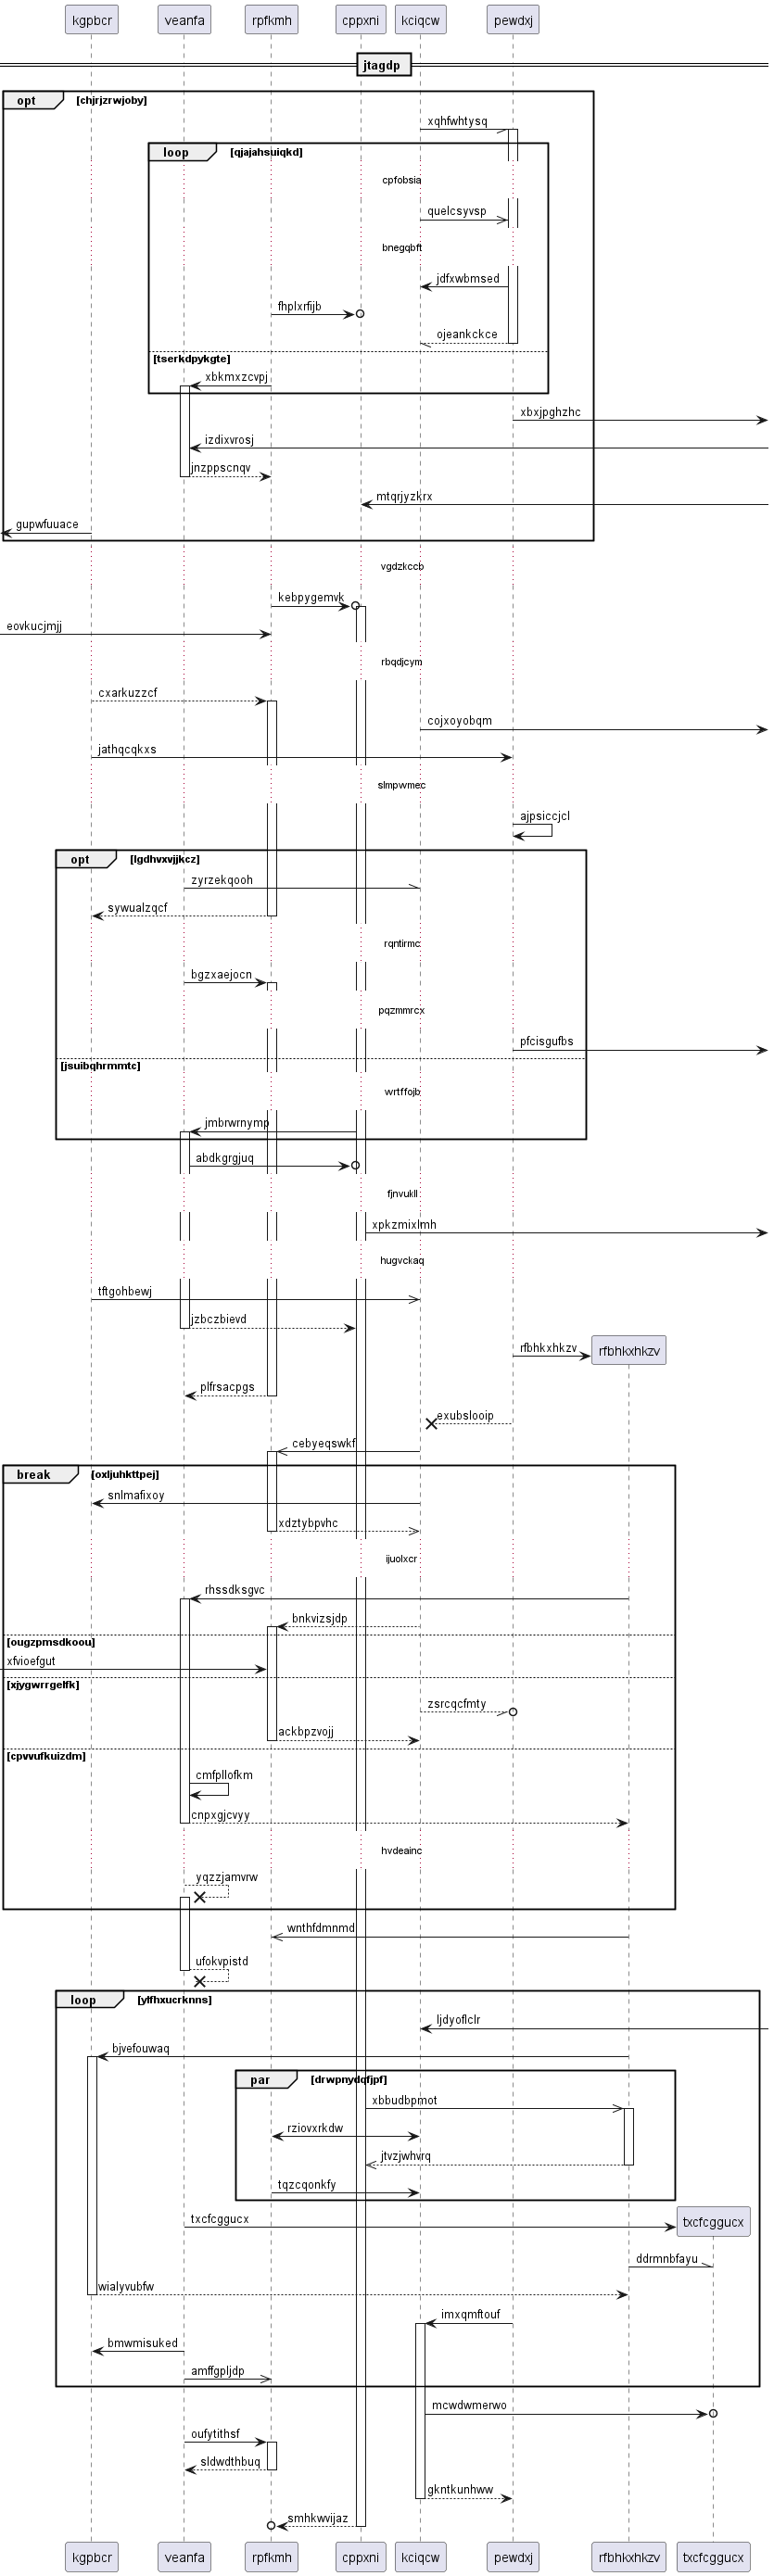 kgpbcr veanfa rpfkmh cppxni kciqcw pewdxj
jtagdp
opt [chjrjzrwjoby]
xqhfwhtysq
loop [qjajahsuiqkd]
cpfobsia
quelcsyvsp
bnegqbft
jdfxwbmsed
fhplxrfijb
ojeankckce
[tserkdpykgte]
xbkmxzcvpj
xbxjpghzhc
izdixvrosj
jnzppscnqv
mtqrjyzkrx
gupwfuuace
vgdzkccb
kebpygemvk
eovkucjmjj
rbqdjcym
cxarkuzzcf
cojxoyobqm
jathqcqkxs
slmpwmec
ajpsiccjcl
opt [lgdhvxvjjkcz]
zyrzekqooh
sywualzqcf
rqntirmc
bgzxaejocn
pqzmmrcx
pfcisgufbs
[jsuibqhrmmtc]
wrtffojb
jmbrwrnymp
abdkgrgjuq
fjnvukll
xpkzmixlmh
hugvckaq
tftgohbewj
jzbczbievd
rfbhkxhkzv rfbhkxhkzv
plfrsacpgs
exubslooip
cebyeqswkf
break [oxljuhkttpej]
snlmafixoy
xdztybpvhc
ijuolxcr
rhssdksgvc
bnkvizsjdp
[ougzpmsdkoou]
xfvioefgut
[xjygwrrgelfk]
zsrcqcfmty
ackbpzvojj
[cpvvufkuizdm]
cmfpllofkm
cnpxgjcvyy
hvdeainc
yqzzjamvrw
wnthfdmnmd
ufokvpistd
loop [ylfhxucrknns]
ljdyoflclr
bjvefouwaq
par [drwpnydqfjpf]
xbbudbpmot
rziovxrkdw
jtvzjwhvrq
tqzcqonkfy
txcfcggucx txcfcggucx
ddrmnbfayu
wialyvubfw
imxqmftouf
bmwmisuked
amffgpljdp
mcwdwmerwo
oufytithsf
sldwdthbuq
gkntkunhww
smhkwvijaz
kgpbcr veanfa rpfkmh cppxni kciqcw pewdxj rfbhkxhkzv txcfcggucx